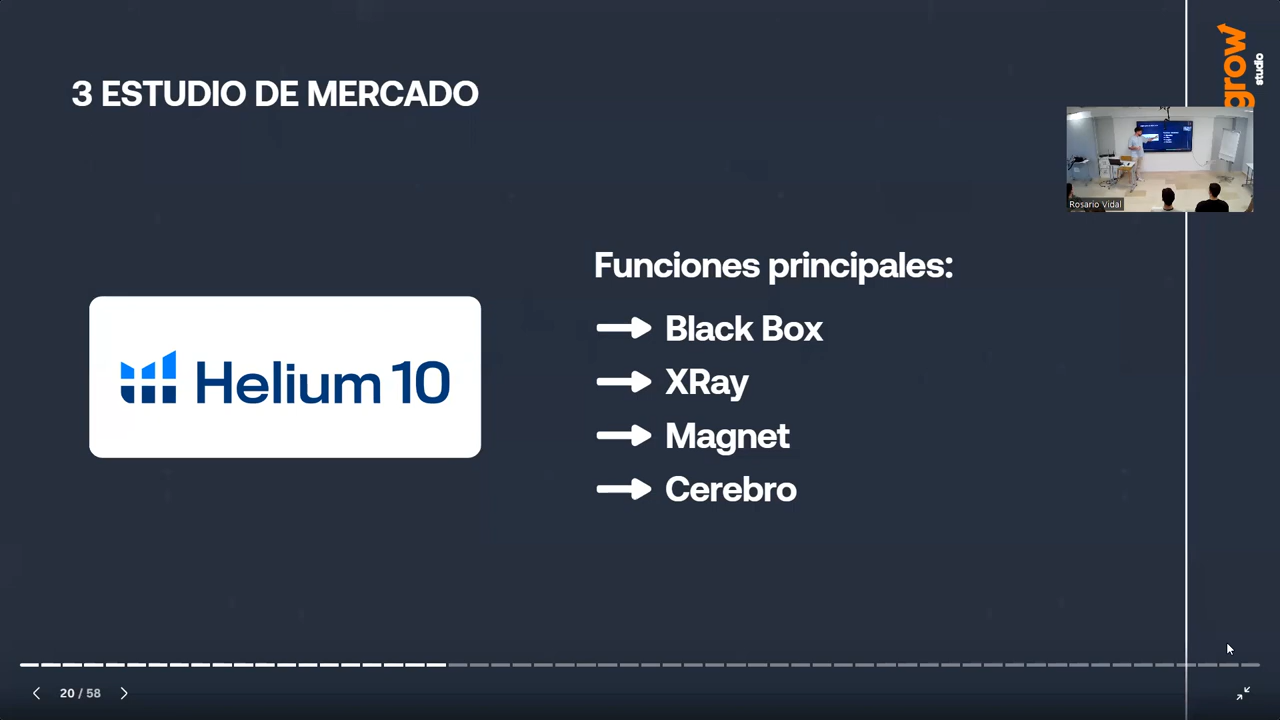 3 ESTUDIO DE MERCADO
grow
studio
Rosario Vidal
Funciones principales:
Black Box
XRay
Magnet
Cerebro
Helium 10
20 / 58